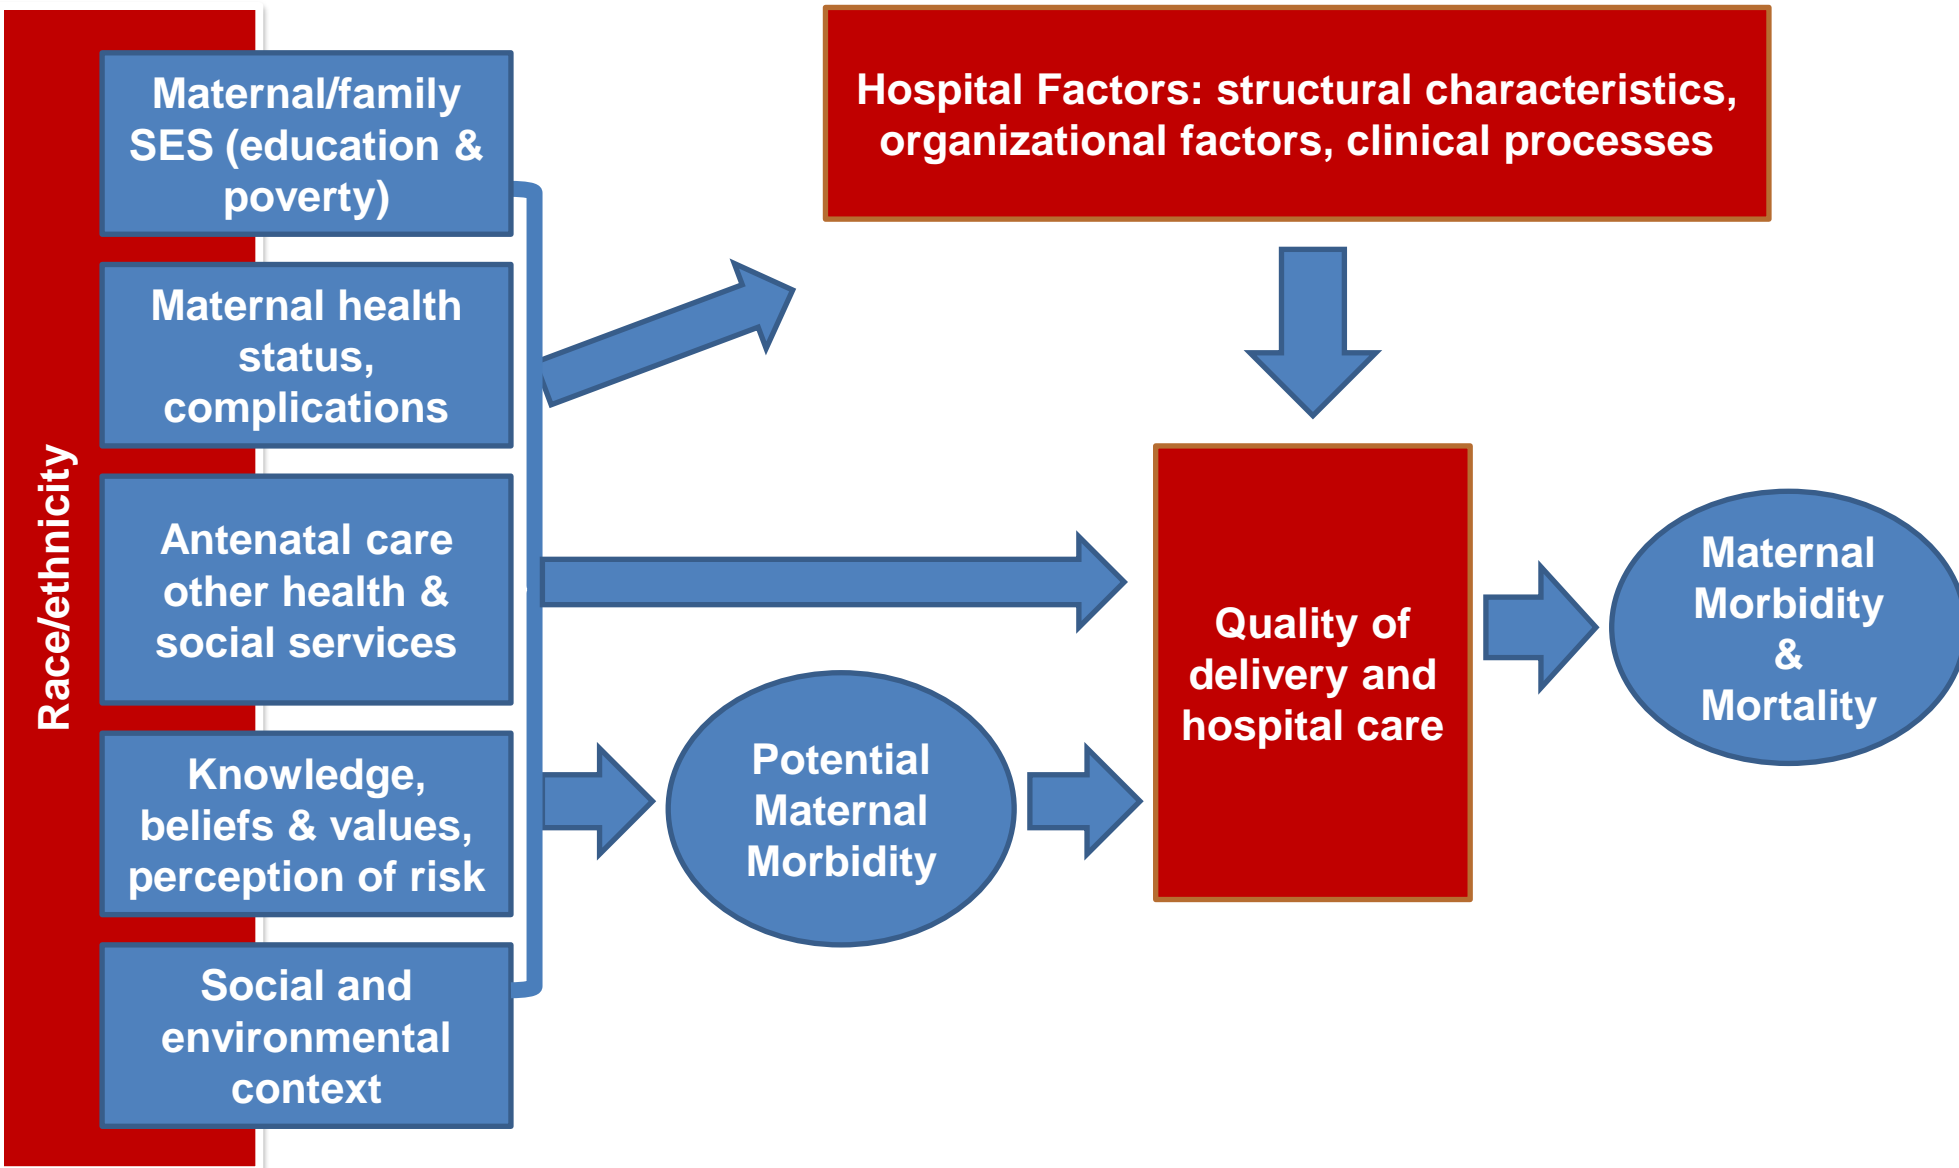 Race/ethnicity
Maternal/family
SES (education &
poverty)
Maternal health
status,
complications
Antenatal care
other health &
social services
Knowledge,
beliefs & values,
perception of risk
Social and
environmental
context
Hospital Factors: structural characteristics,
organizational factors, clinical processes
Potential
Maternal
Morbidity
Quality of
delivery and
hospital care
Maternal
Morbidity
&
Mortality